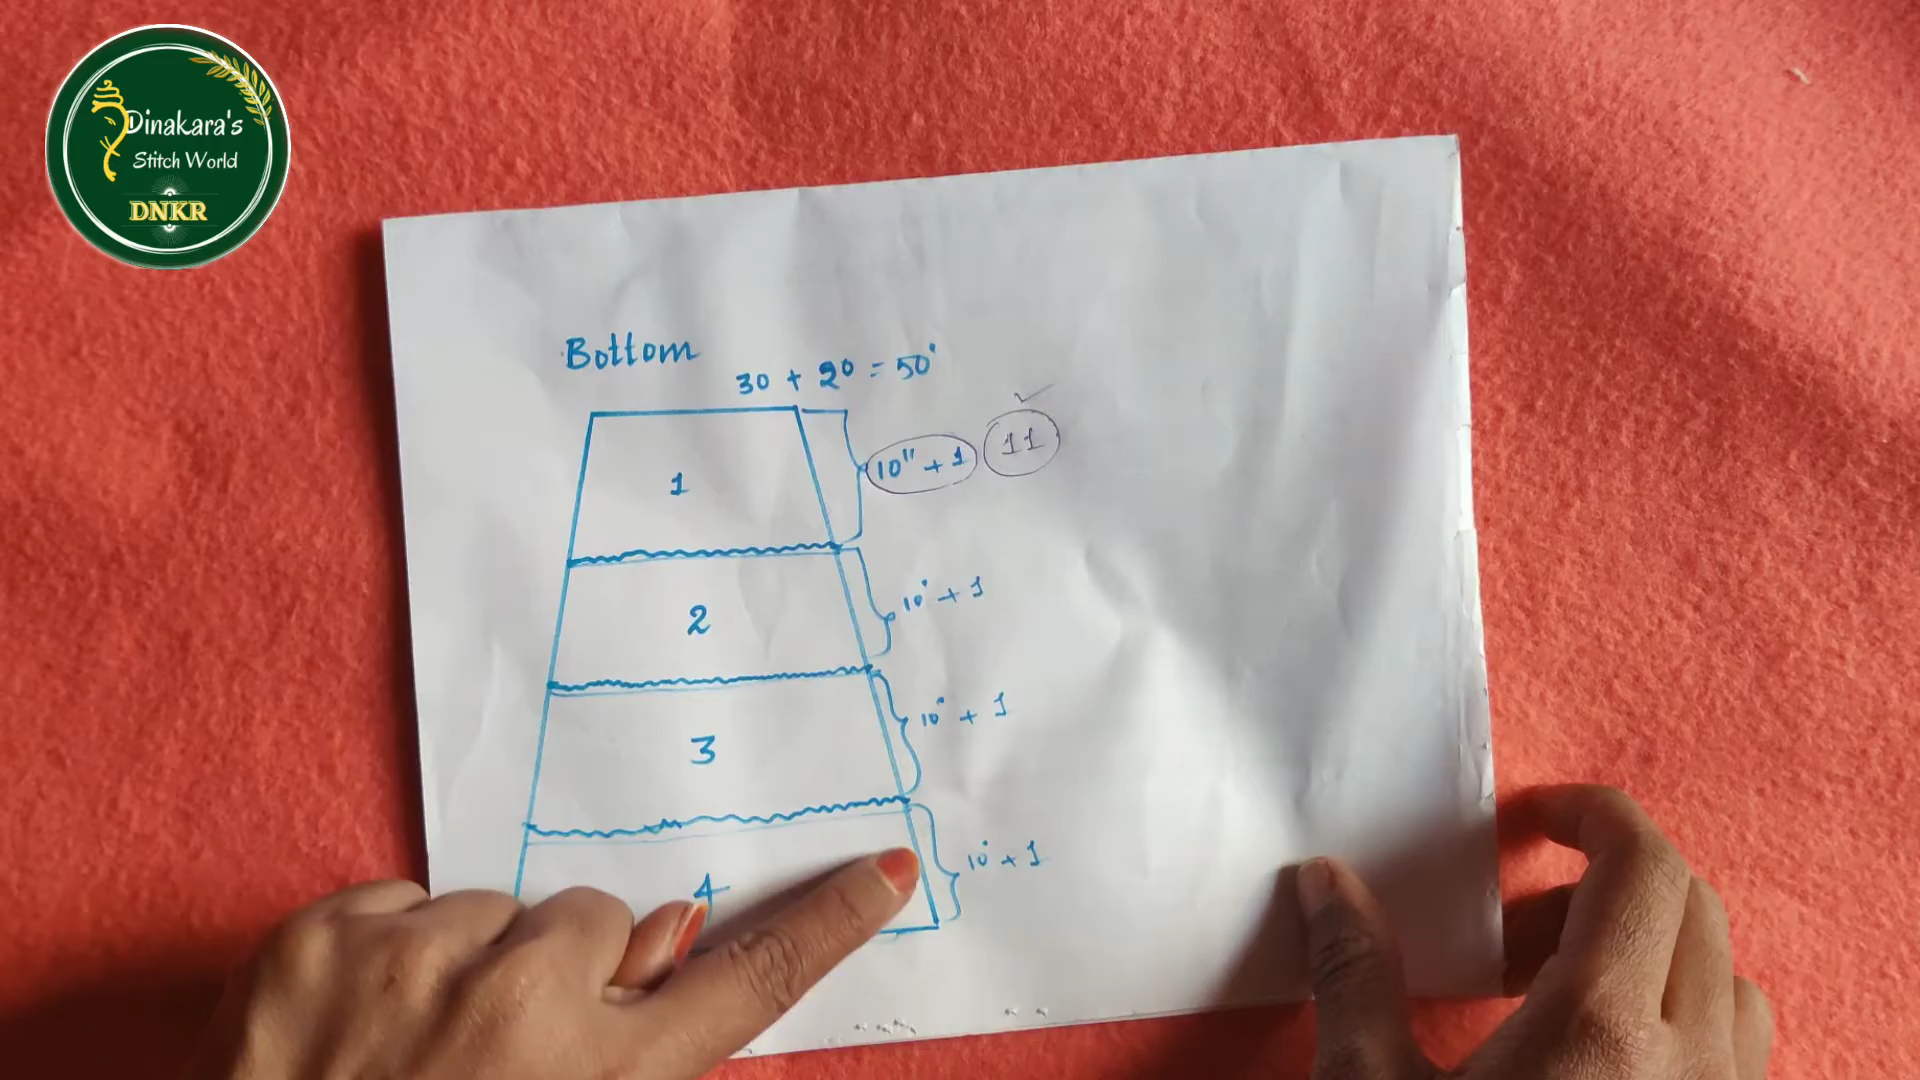 Dinakara's
Stitch World
DNKR
Bottom
30 + 20 = 50"
1
10" + 1
11
2
10" + 1
3
10" + 1
4
10" + 1